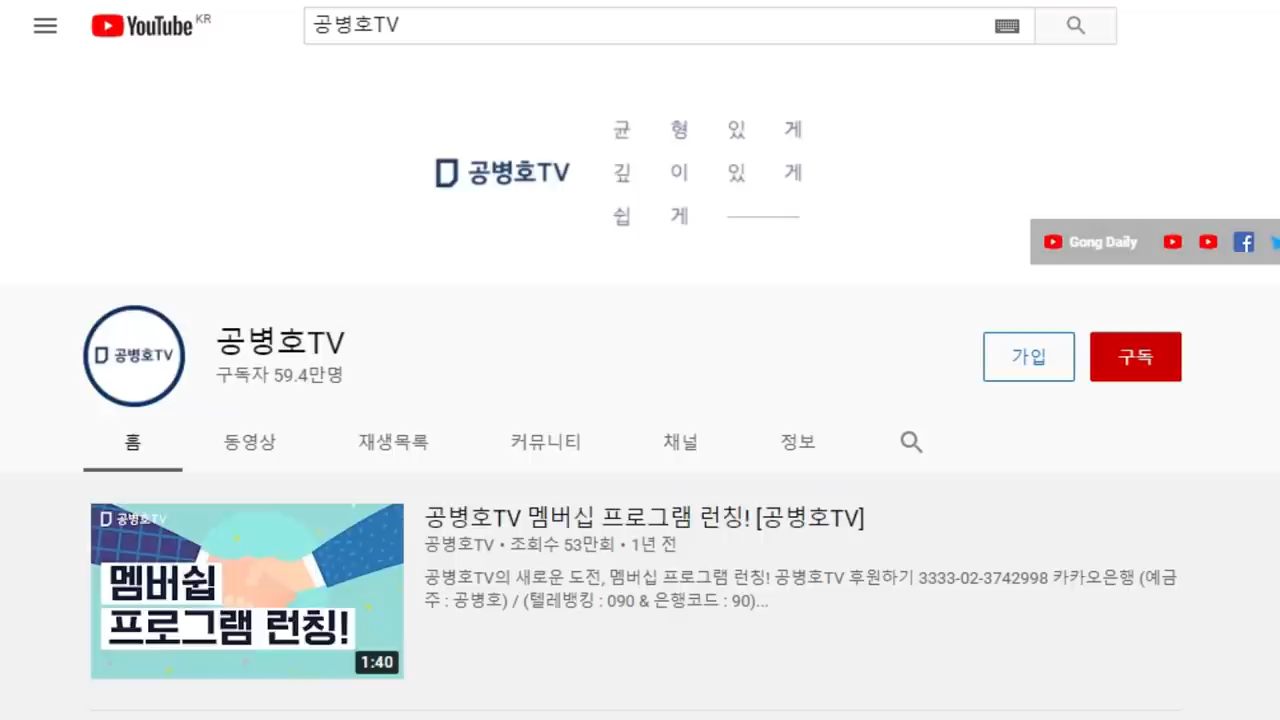 YouTube KR
공병호TV
균 형 있 게
공병호TV
깊 이 있 게
쉽 게
Gong Daily
공병호TV
공병호TV
구독자 59.4만명
가입
구독
홈 동영상 재생목록 커뮤니티 채널 정보
공병호TV
멤버쉽
프로그램 런칭!
1:40
공병호TV 멤버십 프로그램 런칭! [공병호TV]
공병호TV • 조회수 53만회 • 1년 전
공병호TV의 새로운 도전, 멤버십 프로그램 런칭! 공병호TV 후원하기 3333-02-3742998 카카오은행 (예금
주 : 공병호) / (텔레뱅킹 : 090 & 은행코드 : 90)...